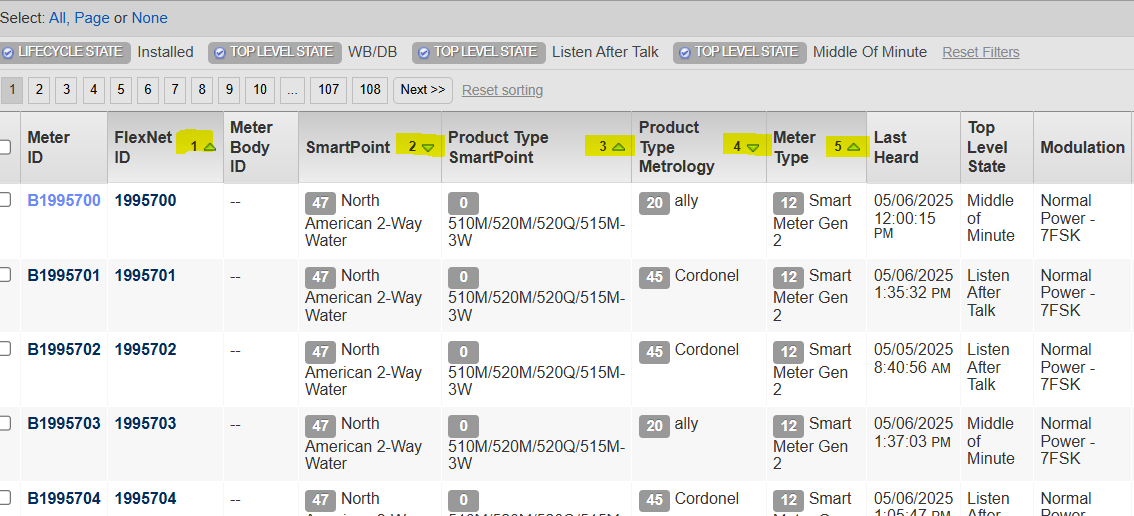 Select: All, Page or None
LIFECYCLE STATE Installed TOP LEVEL STATE WB/DB TOP LEVEL STATE Listen After Talk TOP LEVEL STATE Middle Of Minute Reset Filters
1 2 3 4 5 6 7 8 9 10 ... 107 108 Next >> Reset sorting
Meter ID FlexNet ID 1 Meter Body ID SmartPoint 2 Product Type SmartPoint 3 Product Type Metrology 4 Meter Type 5 Last Heard Top Level State Modulation
B1995700 1995700 -- 47 North American 2-Way Water 0 510M/520M/520Q/515M-3W 20 ally 12 Smart Meter Gen 2 05/06/2025 12:00:15 PM Middle of Minute Normal Power - 7FSK
B1995701 1995701 -- 47 North American 2-Way Water 0 510M/520M/520Q/515M-3W 45 Cordonel 12 Smart Meter Gen 2 05/06/2025 1:35:32 PM Listen After Talk Normal Power - 7FSK
B1995702 1995702 -- 47 North American 2-Way Water 0 510M/520M/520Q/515M-3W 45 Cordonel 12 Smart Meter Gen 2 05/05/2025 8:40:56 AM Listen After Talk Normal Power - 7FSK
B1995703 1995703 -- 47 North American 2-Way Water 0 510M/520M/520Q/515M-3W 20 ally 12 Smart Meter Gen 2 05/06/2025 1:37:03 PM Middle of Minute Normal Power - 7FSK
B1995704 1995704 -- 47 North 0 45 Cordonel 12 Smart 05/06/2025 Listen Normal